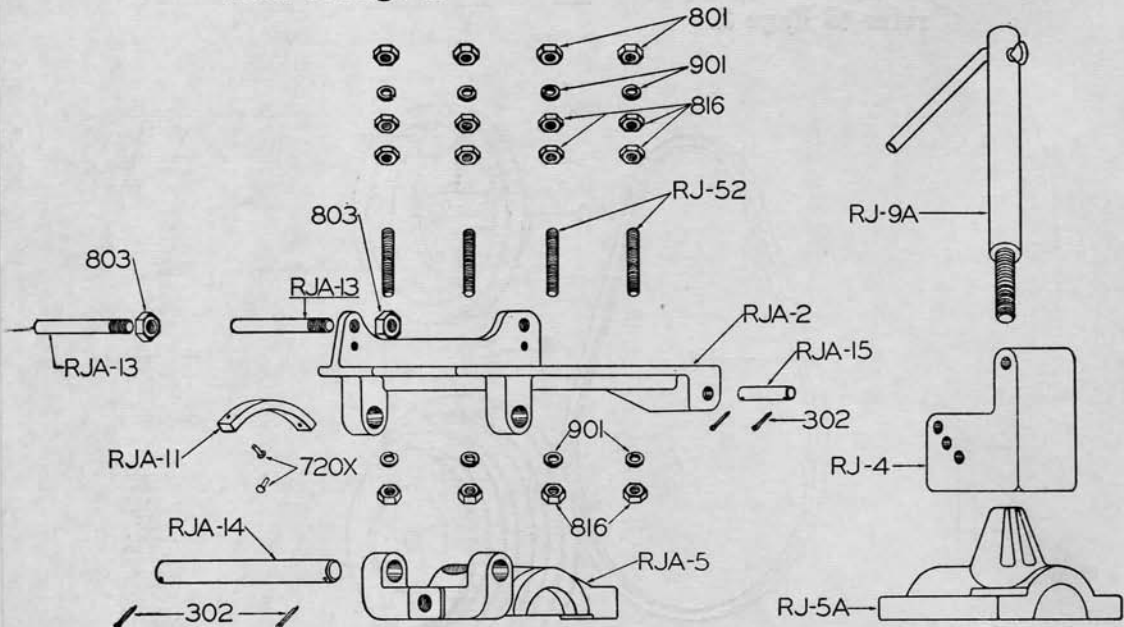 801
901
816
RJ-52
803
803
RJA-13
RJA-13
RJA-2
RJA-15
302
RJA-11
720X
901
816
RJA-14
302
RJA-5
RJ-9A
RJ-4
RJ-5A